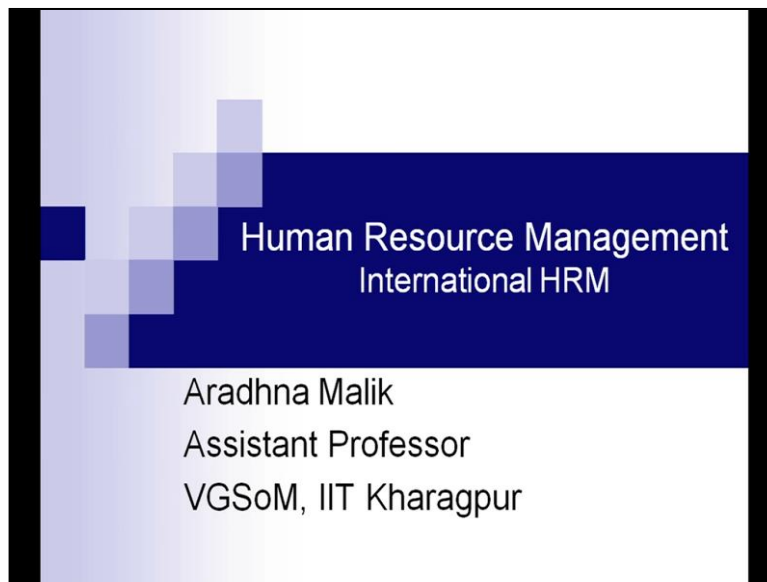 Human Resource Management
International HRM
Aradhna Malik
Assistant Professor
VGSoM, IIT Kharagpur